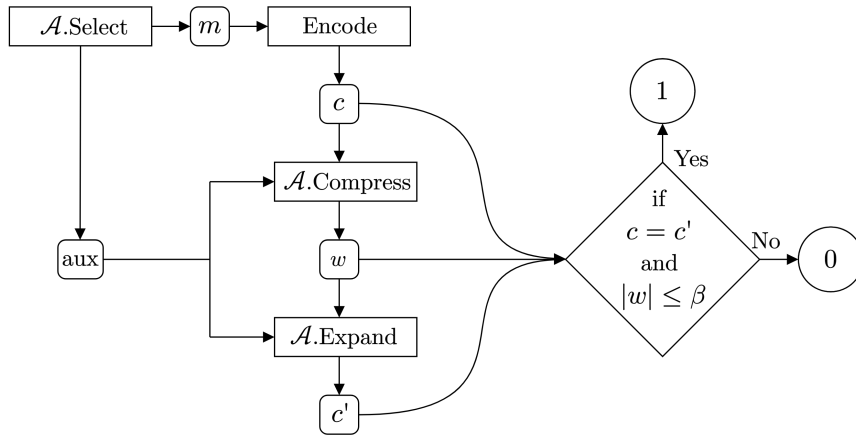 𝒜.Select
m
Encode
c
𝒜.Compress
aux
w
𝒜.Expand
c'
if
c = c'
and
|w| ≤ β
Yes
1
No
0